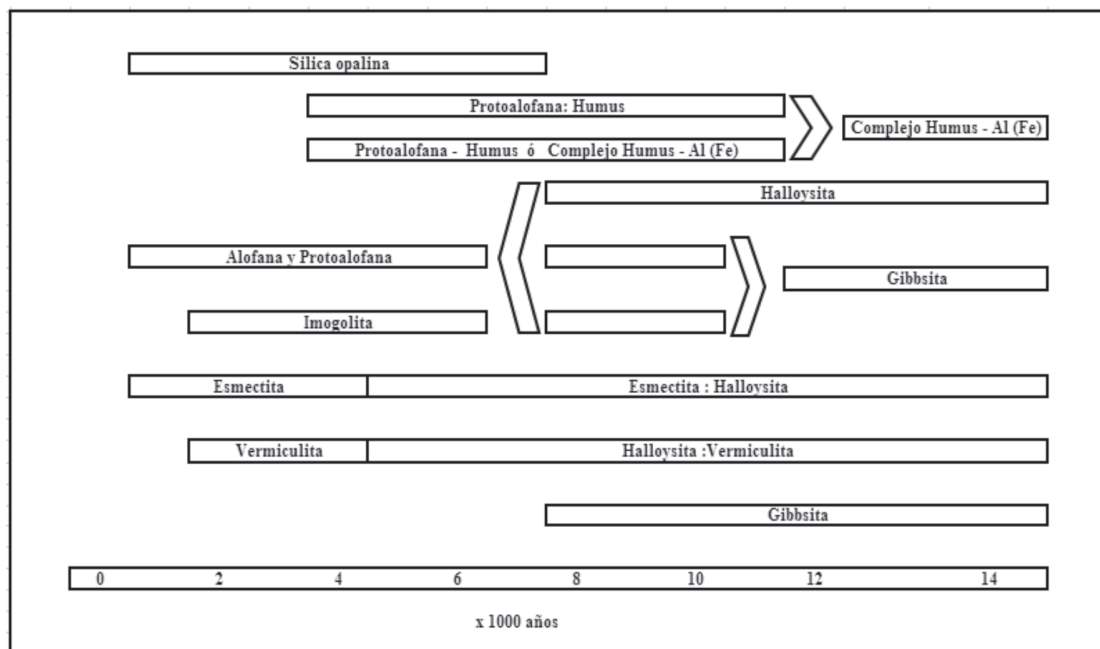 Sílica opalina
Protoalofana: Humus
Complejo Humus - Al (Fe)
Protoalofana - Humus ó Complejo Humus - Al (Fe)
Halloysita
Alofana y Protoalofana
Gibbsita
Imogolita
Esmectita Esmectita : Halloysita
Vermiculita Halloysita :Vermiculita
Gibbsita
0 2 4 6 8 10 12 14
x 1000 años